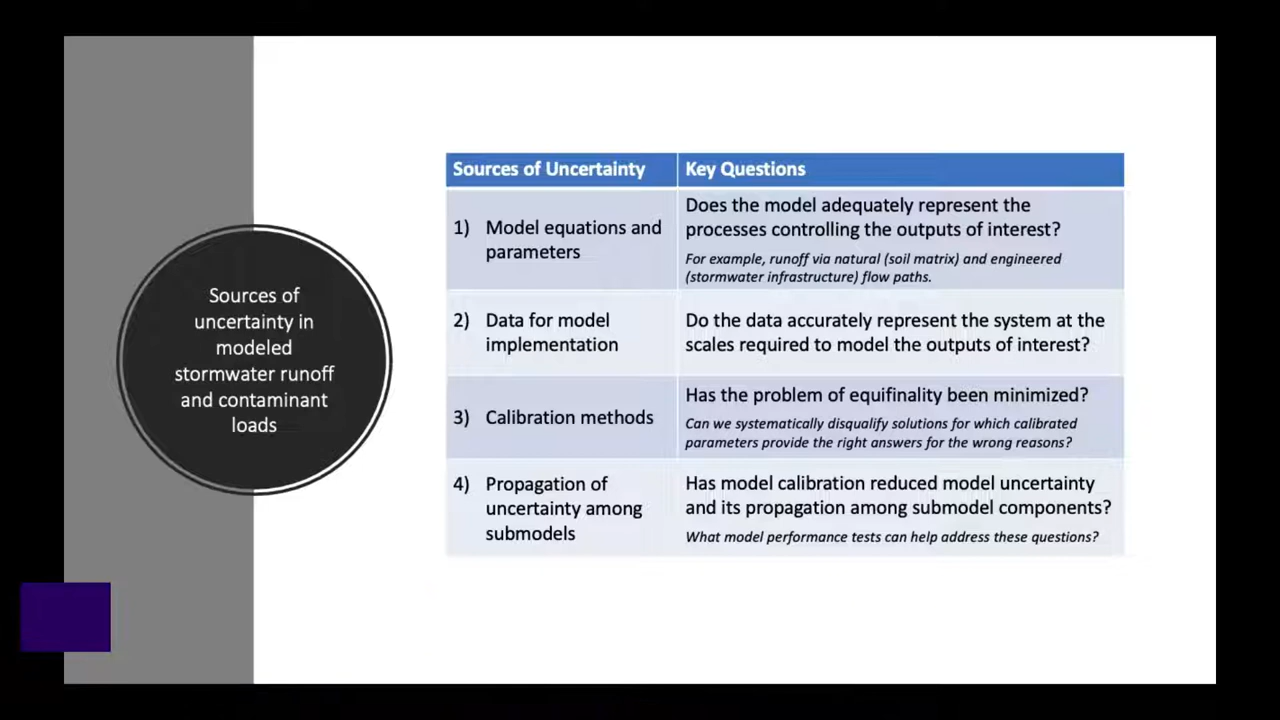 Sources of
uncertainty in
modeled
stormwater runoff
and contaminant
loads
Sources of Uncertainty
Key Questions
1) Model equations and
parameters
Does the model adequately represent the
processes controlling the outputs of interest?
For example, runoff via natural (soil matrix) and engineered
(stormwater infrastructure) flow paths.
2) Data for model
implementation
Do the data accurately represent the system at the
scales required to model the outputs of interest?
3) Calibration methods
Has the problem of equifinality been minimized?
Can we systematically disqualify solutions for which calibrated
parameters provide the right answers for the wrong reasons?
4) Propagation of
uncertainty among
submodels
Has model calibration reduced model uncertainty
and its propagation among submodel components?
What model performance tests can help address these questions?